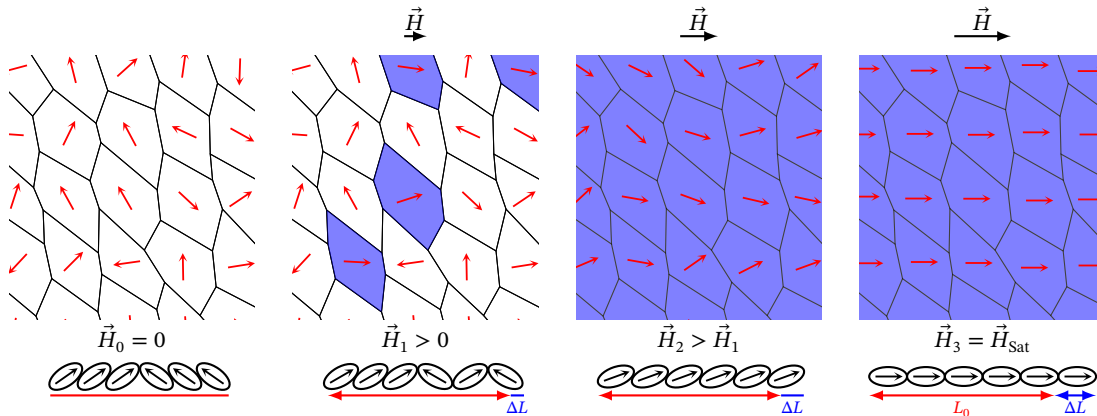 H⃗
H⃗
H⃗
H⃗₀ = 0
H⃗₁ > 0
H⃗₂ > H⃗₁
H⃗₃ = H⃗Sat
ΔL
ΔL
L₀
ΔL